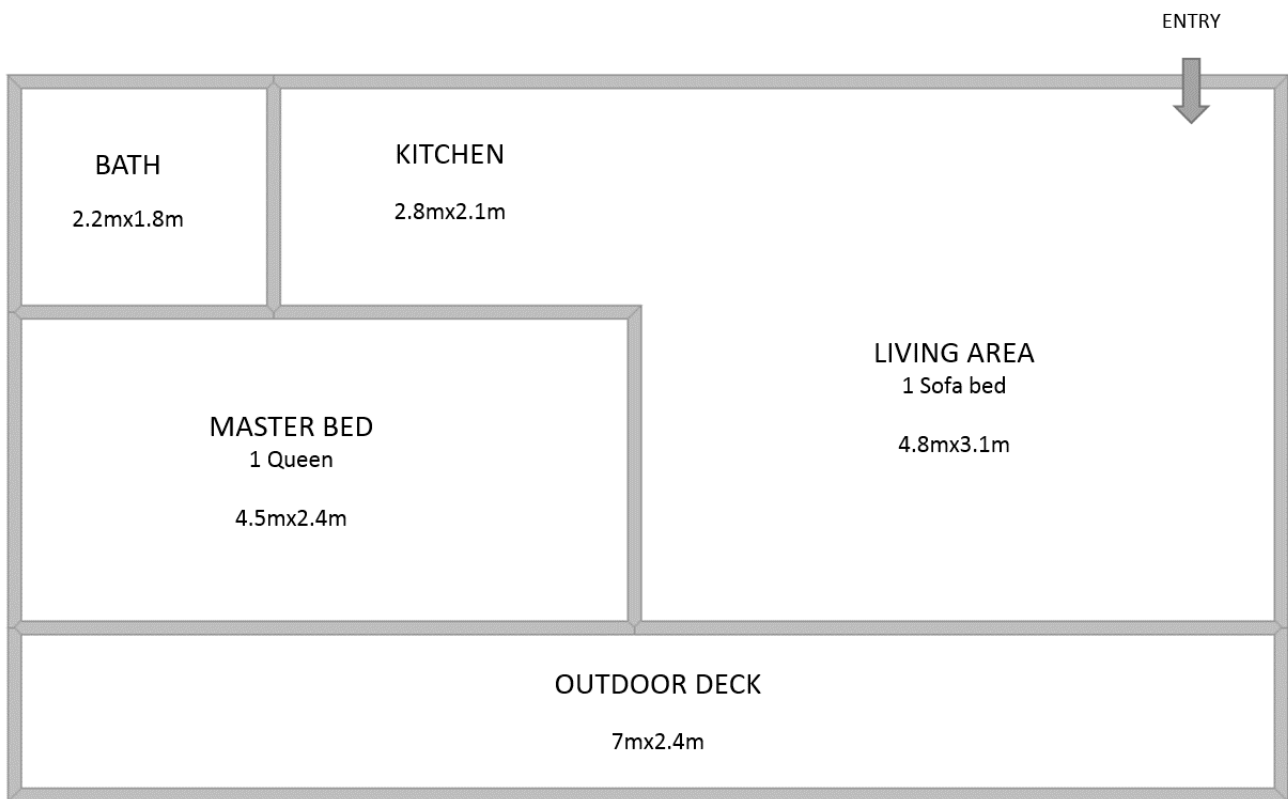 ENTRY
BATH
2.2mx1.8m
KITCHEN
2.8mx2.1m
LIVING AREA
1 Sofa bed
4.8mx3.1m
MASTER BED
1 Queen
4.5mx2.4m
OUTDOOR DECK
7mx2.4m